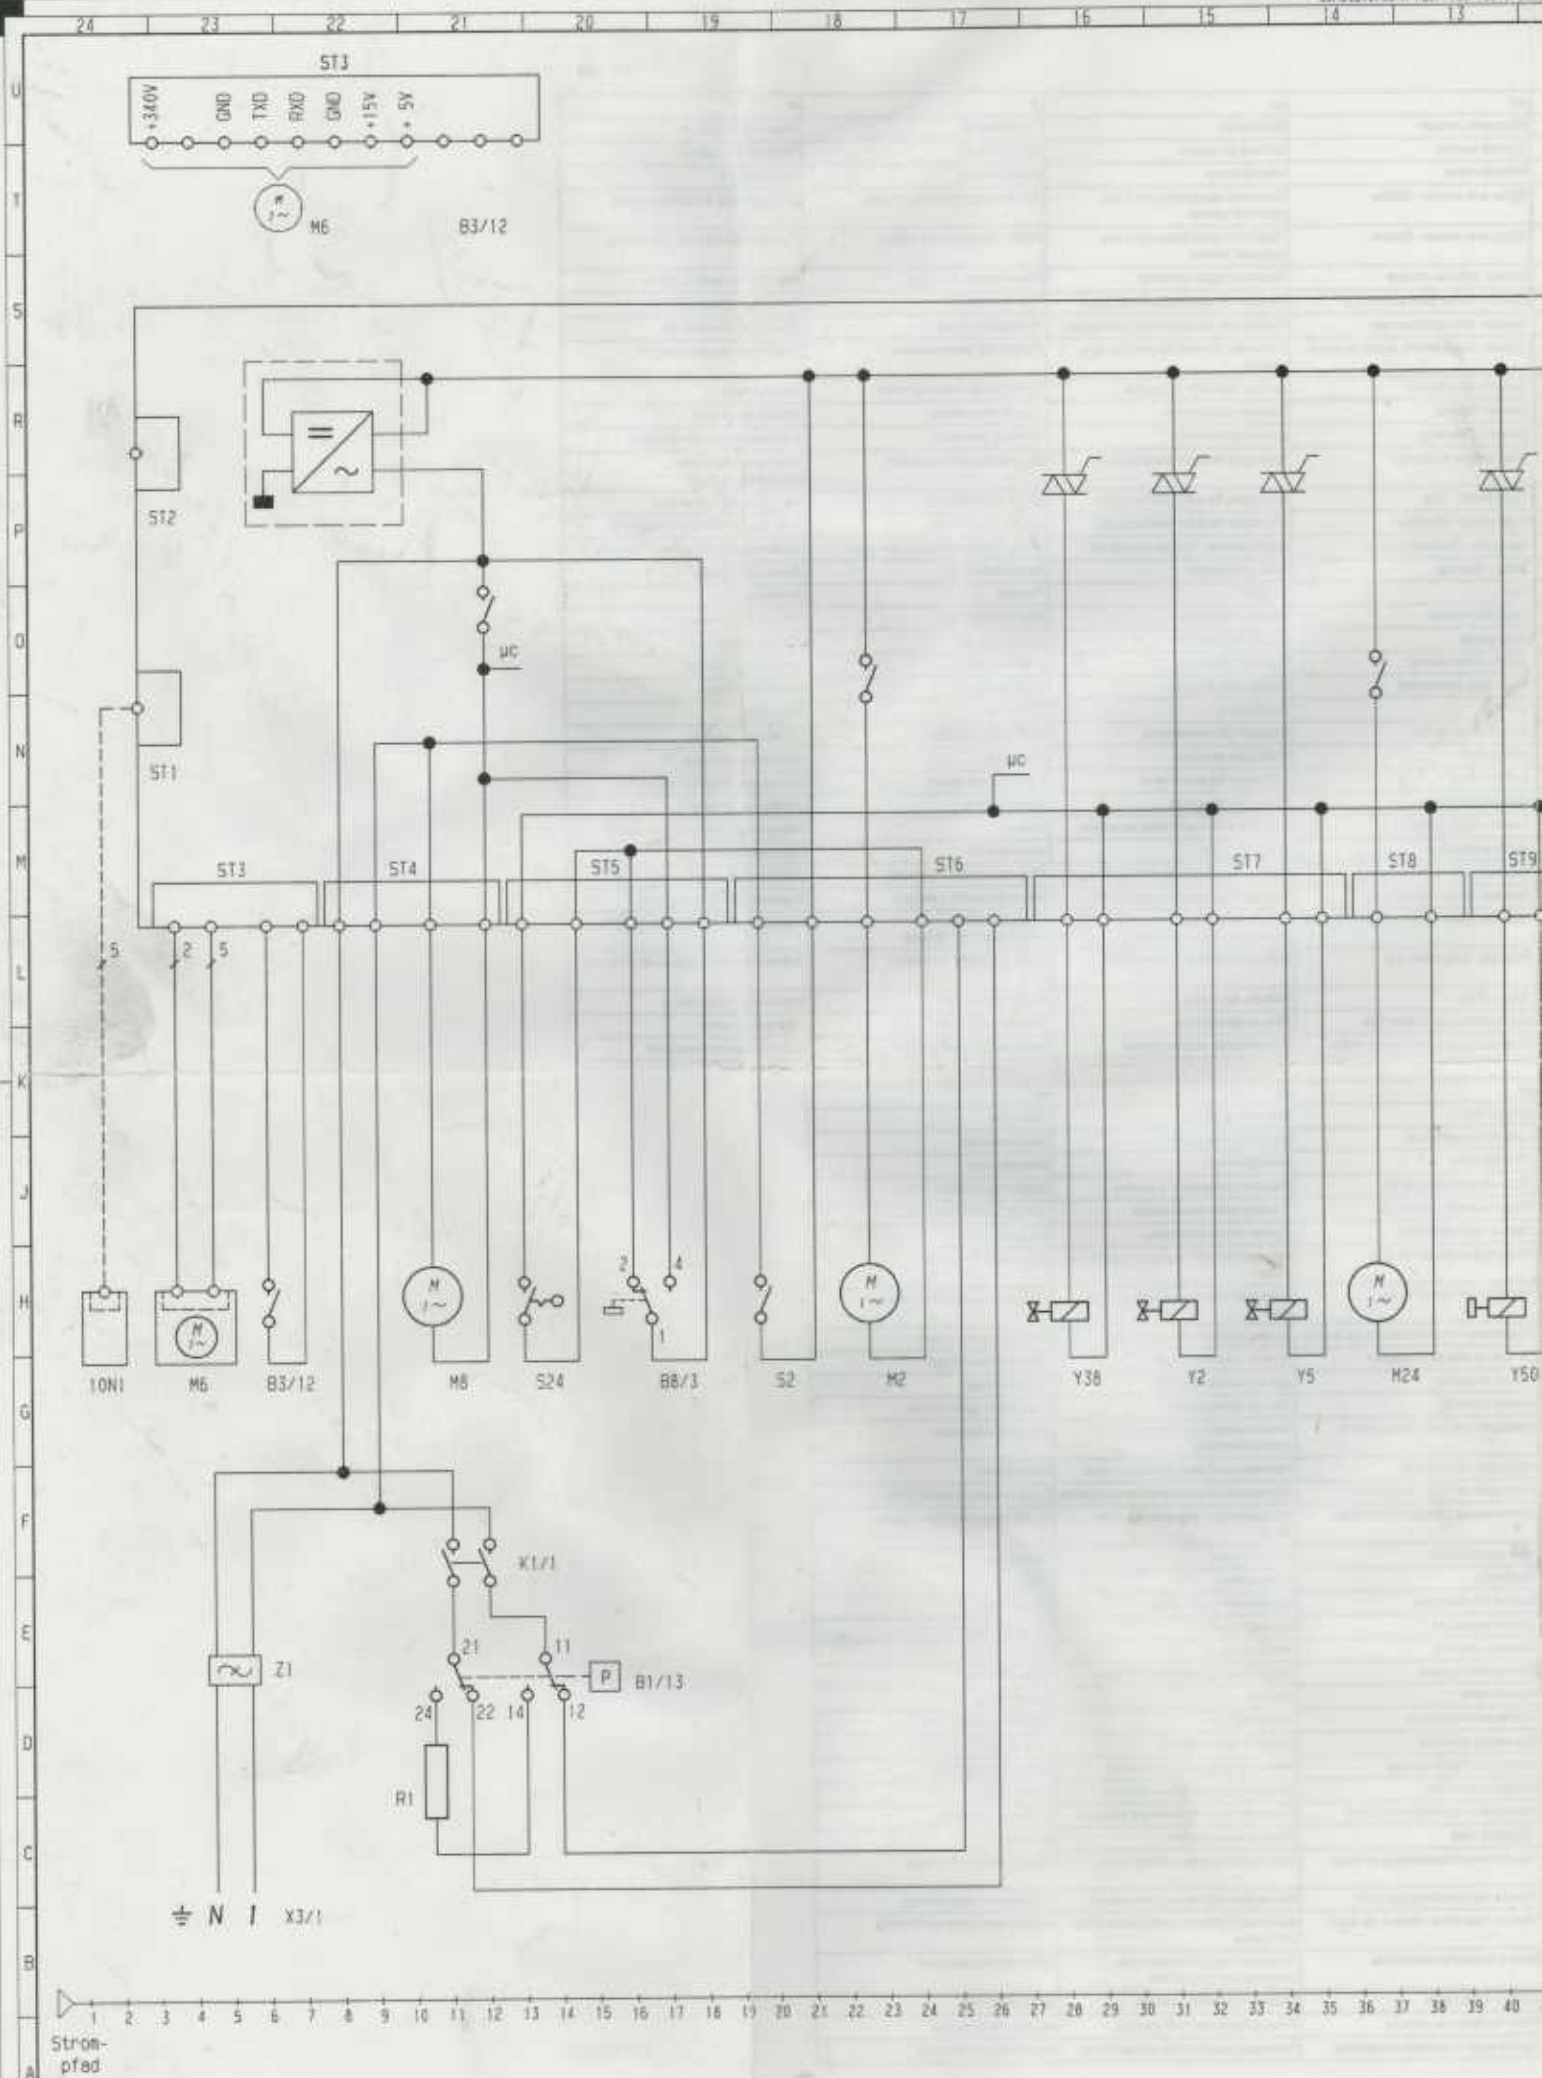 24 23 22 21 20 19 18 17 16 15 14 13
ST3
+340V GND TXD RXD GND +15V + 5V
U
T
M
1~
M6 B3/12
S
R
=
~
ST2
P
O
µc
N
ST1
µc
M
ST3 ST4 ST5 ST6 ST7 ST8 ST9
5 2 5
L
K
J
2 4
H
M
1~
M
1~
1
M
1~
M
1~
10N1 M6 B3/12 M8 S24 B8/3 S2 M2 Y38 Y2 Y5 M24 Y50
G
F
K1/1
E
21 11
Z1
P B1/13
24 22 14 12
D
R1
C
N l X3/1
B
1 2 3 4 5 6 7 8 9 10 11 12 13 14 15 16 17 18 19 20 21 22 23 24 25 26 27 28 29 30 31 32 33 34 35 36 37 38 39 40
Strom-
pfad
A